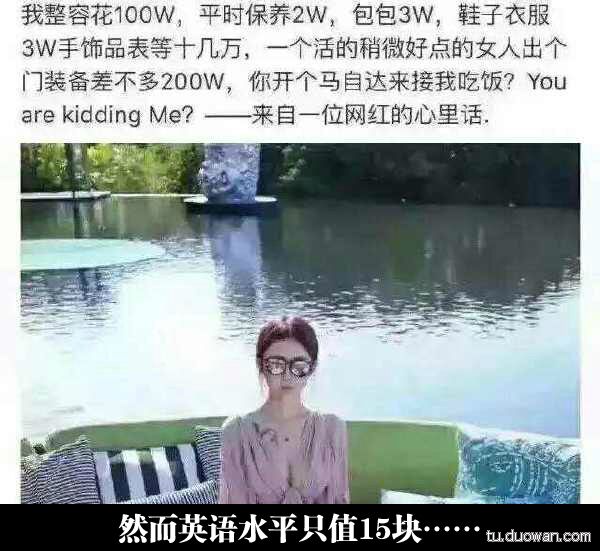 我整容花100W，平时保养2W，包包3W，鞋子衣服
3W手饰品表等十几万，一个活的稍微好点的女人出个
门装备差不多200W，你开个马自达来接我吃饭？You
are kidding Me？——来自一位网红的心里话.
然而英语水平只值15块······
tu.duowan.com